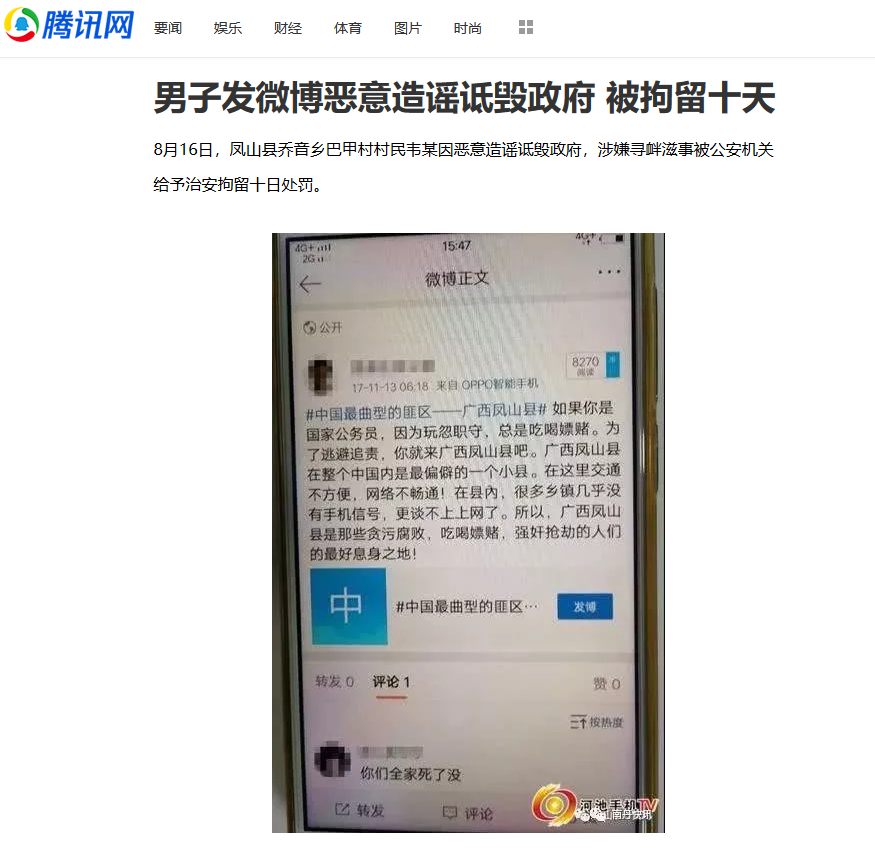 腾讯网 要闻 娱乐 财经 体育 图片 时尚
男子发微博恶意造谣诋毁政府 被拘留十天
8月16日，凤山县乔音乡巴甲村村民韦某因恶意造谣诋毁政府，涉嫌寻衅滋事被公安机关
给予治安拘留十日处罚。
4G+ 15:47 4G+
2G
微博正文
公开
8270
阅读
17-11-13 06:18 来自 OPPO智能手机
#中国最曲型的匪区——广西凤山县# 如果你是
国家公务员，因为玩忽职守，总是吃喝嫖赌。为
了逃避追责，你就来广西凤山县吧。广西凤山县
在整个中国内是最偏僻的一个小县。在这里交通
不方便，网络不畅通！在县内，很多乡镇几乎没
有手机信号，更谈不上上网了。所以，广西凤山
县是那些贪污腐败，吃喝嫖赌，强奸抢劫的人们
的最好息身之地！
中 #中国最曲型的匪区… 发博
转发 0 评论 1 赞 0
按热度
你们全家死了没
转发 评论
河池手机TV